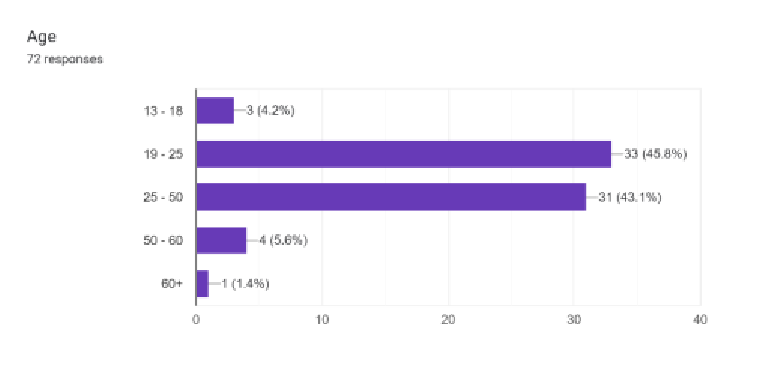 Age
72 responses
13 - 18
3 (4.2%)
19 - 25
33 (45.8%)
25 - 50
31 (43.1%)
50 - 60
4 (5.6%)
60+
1 (1.4%)
0 10 20 30 40